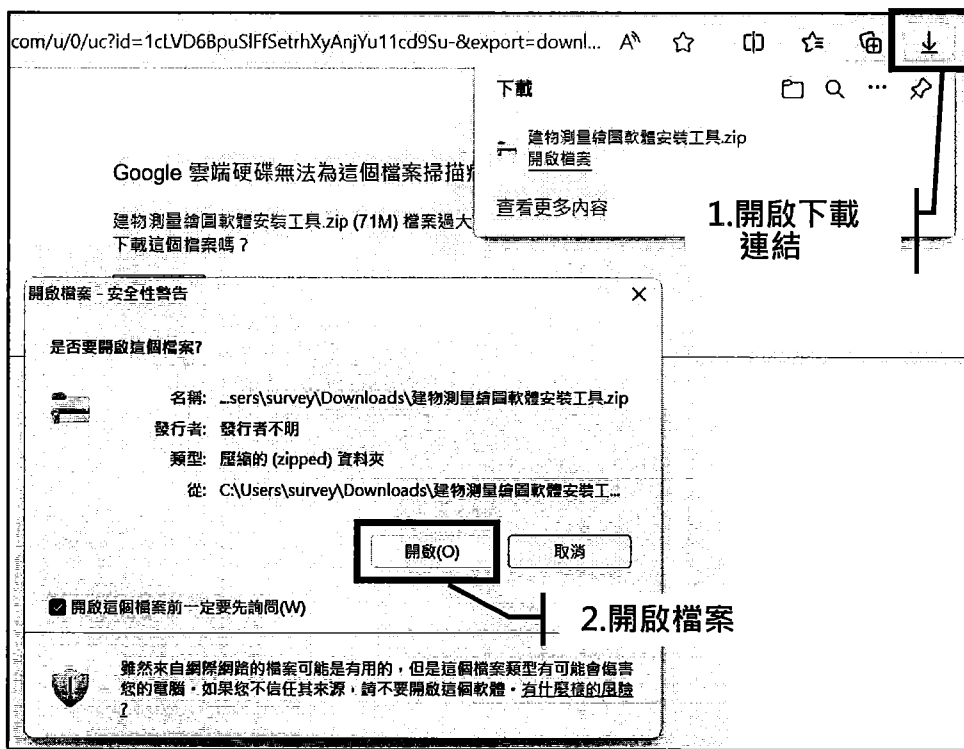 com/u/0/uc?id=1cLVD6BpuSlFfSetrhXyAnjYu11cd9Su-&export=downl...
下載
建物測量繪圖軟體安裝工具.zip
開啟檔案
查看更多內容
Google 雲端硬碟無法為這個檔案掃描
建物測量繪圖軟體安裝工具.zip (71M) 檔案過大
下載這個檔案嗎？
1.開啟下載
連結
開啟檔案 - 安全性警告
是否要開啟這個檔案?
名稱: ...sers\survey\Downloads\建物測量繪圖軟體安裝工具.zip
發行者: 發行者不明
類型: 壓縮的 (zipped) 資料夾
從: C:\Users\survey\Downloads\建物測量繪圖軟體安裝工...
開啟(O)
取消
開啟這個檔案前一定要先詢問(W)
2.開啟檔案
雖然來自網際網路的檔案可能是有用的，但是這個檔案類型有可能會傷害
您的電腦。如果您不信任其來源，請不要開啟這個軟體。有什麼樣的風險
?